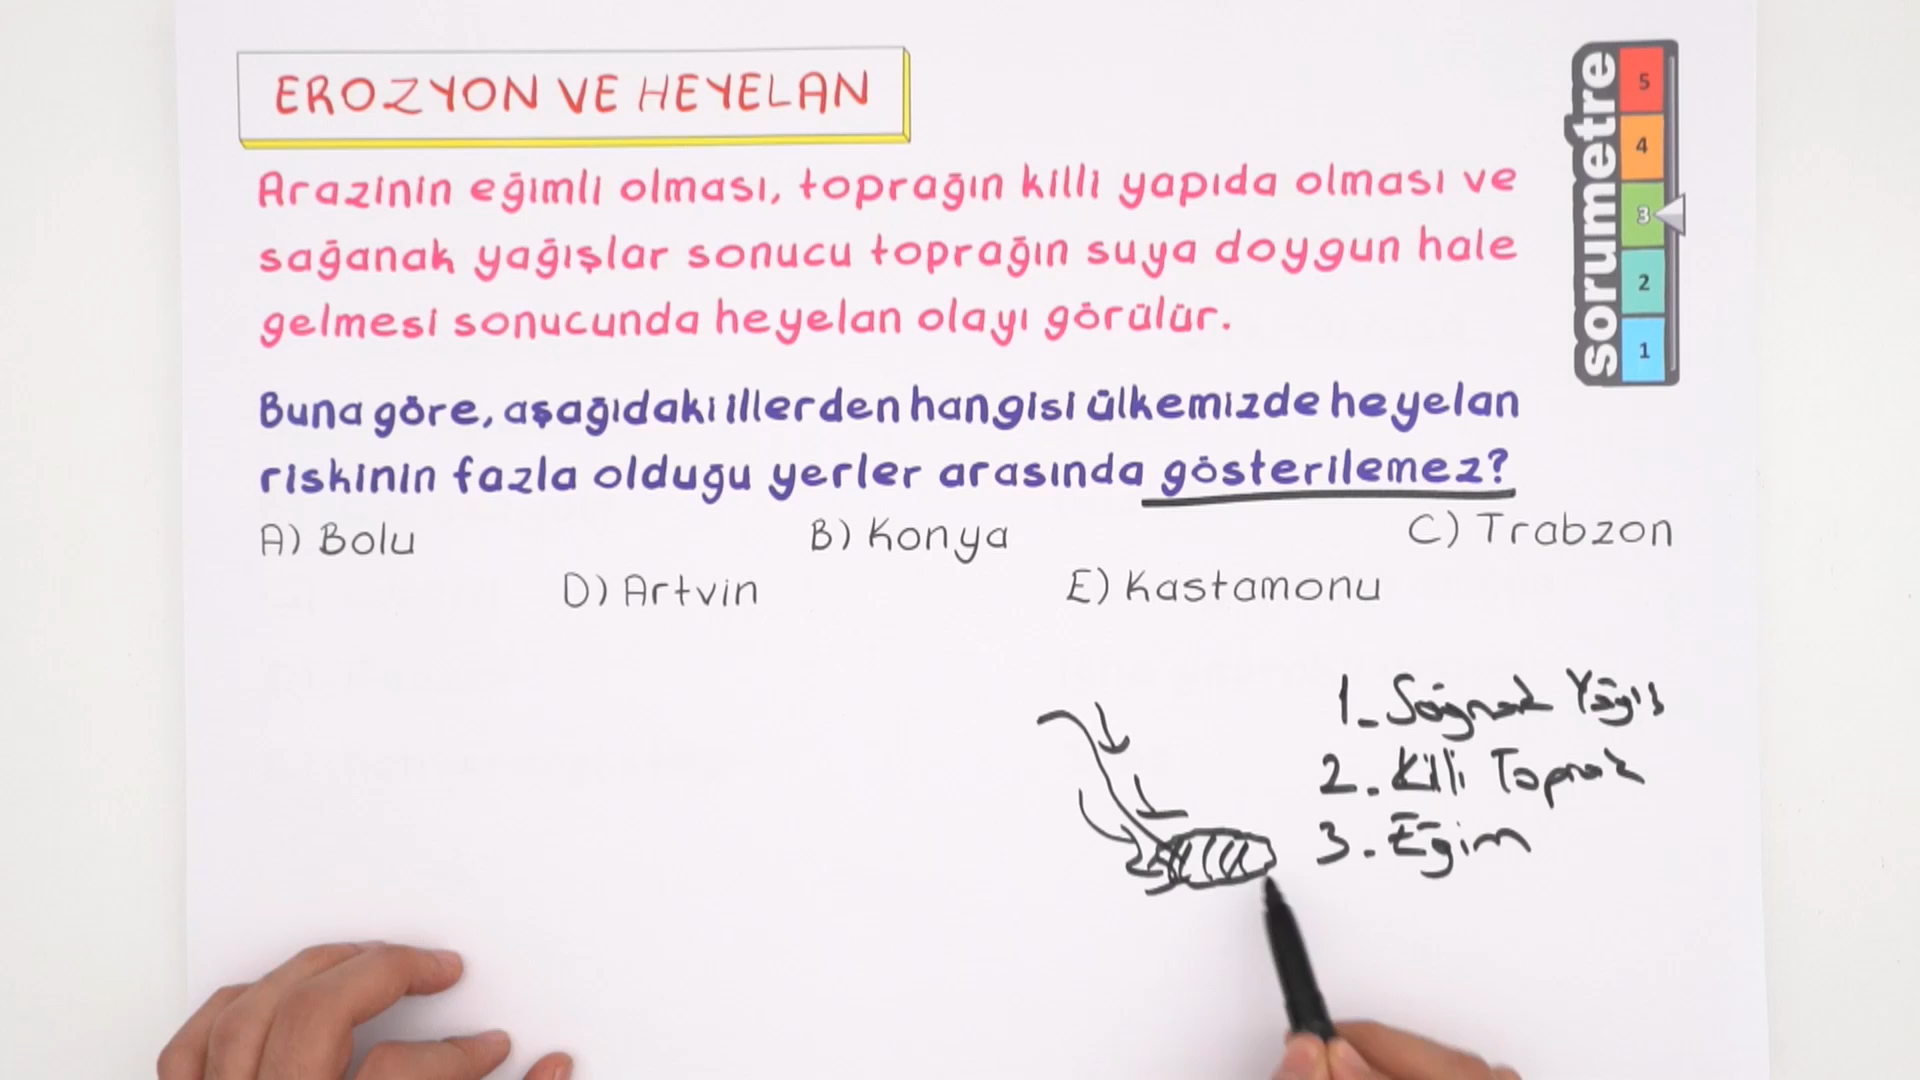 EROZYON VE HEYELAN
Arazinin eğimli olması, toprağın killi yapıda olması ve
sağanak yağışlar sonucu toprağın suya doygun hale
gelmesi sonucunda heyelan olayı görülür.
Buna göre, aşağıdaki illerden hangisi ülkemizde heyelan
riskinin fazla olduğu yerler arasında gösterilemez?
A) Bolu
B) Konya
C) Trabzon
D) Artvin
E) Kastamonu
1_ Sağnak Yağış
2. Killi Toprak
3. Eğim
sorumetre
5
4
3
2
1